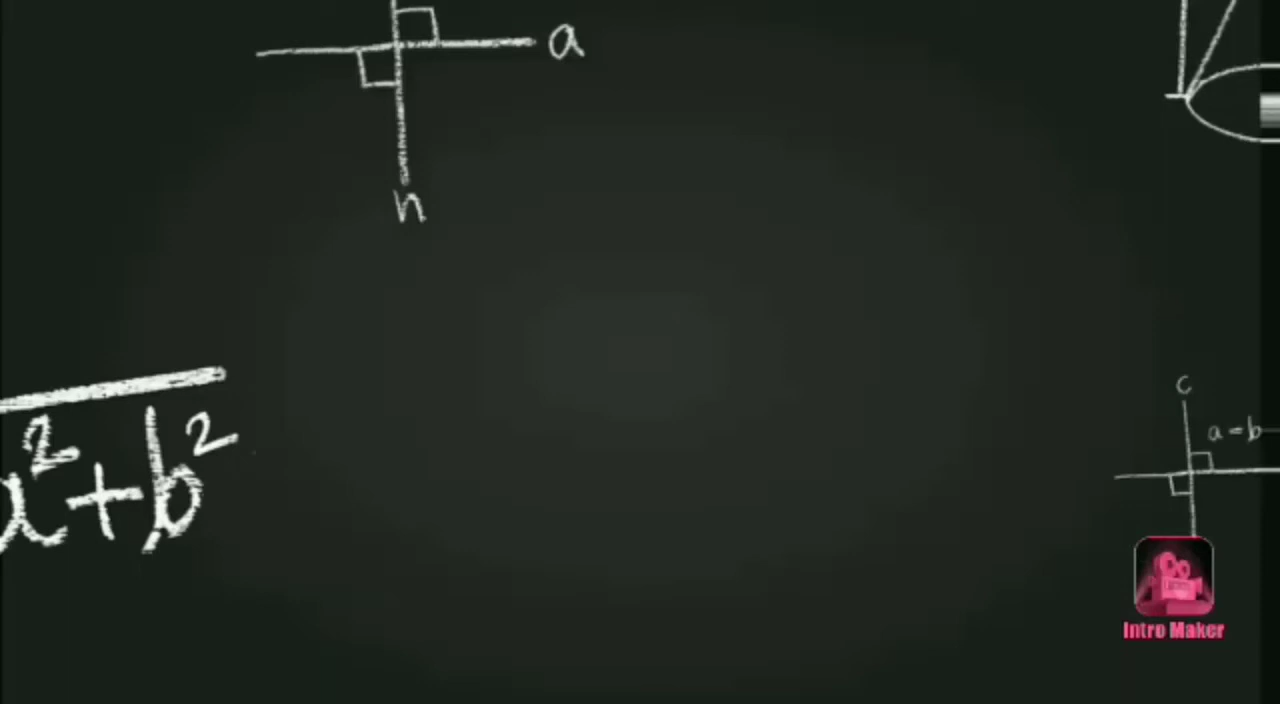 a
n
a²+b²
c
a=b
Intro Maker